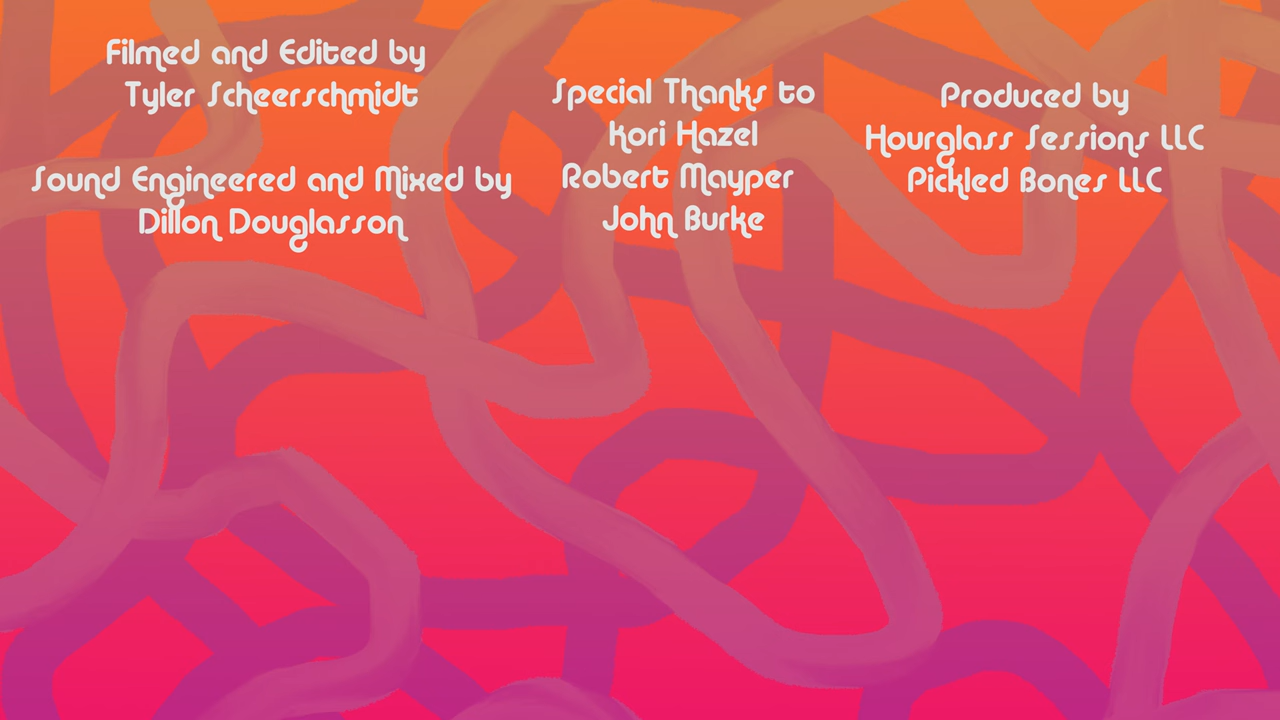 Filmed and Edited by
Tyler Scheerschmidt
Sound Engineered and Mixed by
Dillon Douglasson
Special Thanks to
Kori Hazel
Robert Mayper
John Burke
Produced by
Hourglass Sessions LLC
Pickled Bones LLC